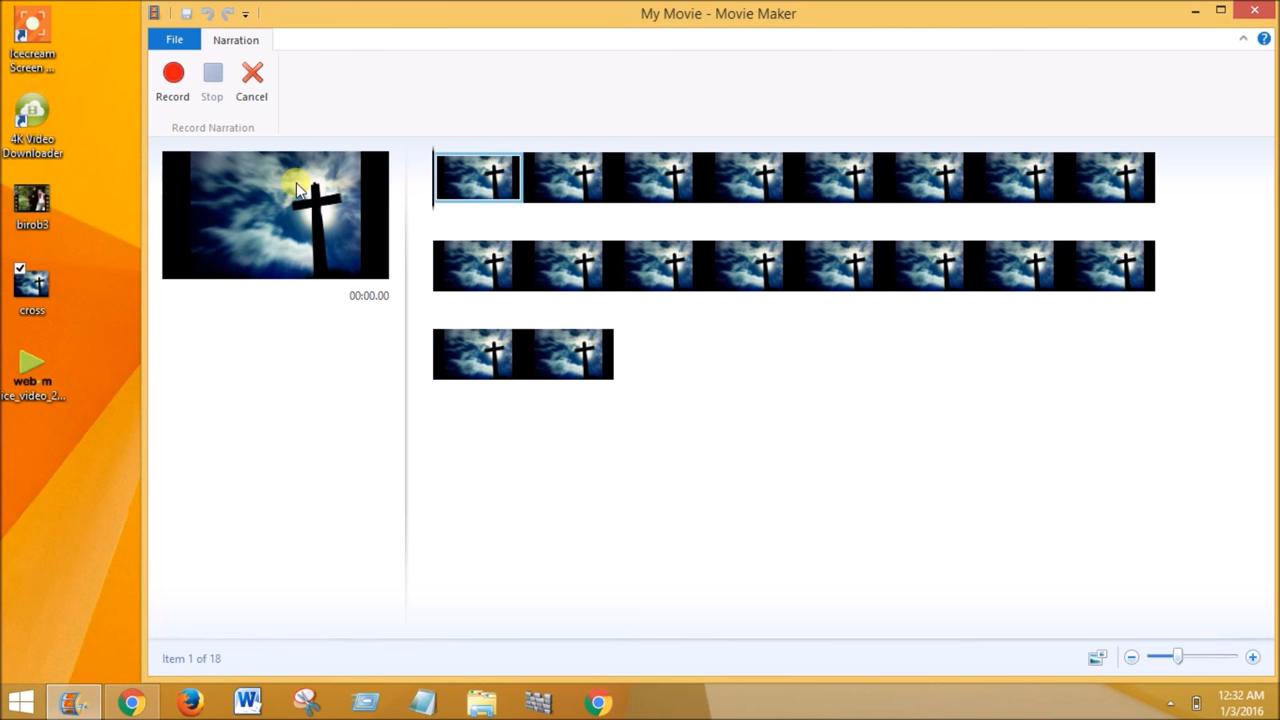 My Movie - Movie Maker
File
Narration
Record
Stop
Cancel
Record Narration
00:00.00
Item 1 of 18
Icecream
Screen ...
4K Video
Downloader
birob3
cross
web m
ice_video_2...
W
12:32 AM
1/3/2016